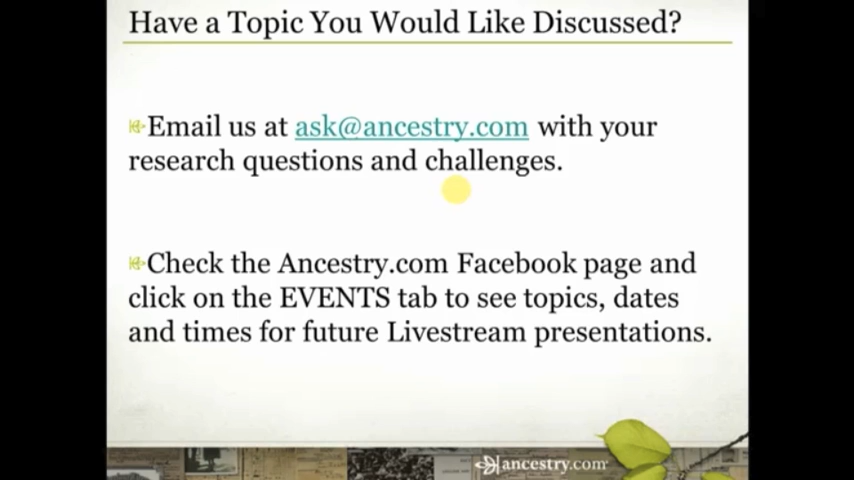 Have a Topic You Would Like Discussed?
Email us at ask@ancestry.com with your
research questions and challenges.
Check the Ancestry.com Facebook page and
click on the EVENTS tab to see topics, dates
and times for future Livestream presentations.
ancestry.com